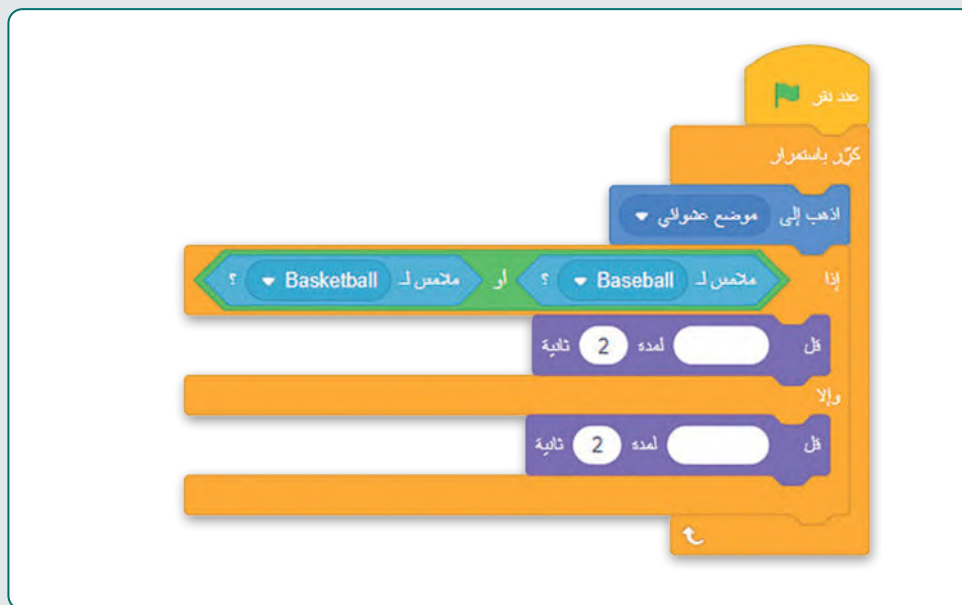 عند نقر
كرّر باستمرار
اذهب إلى موضع عشوائي
إذا ملامس لـ Baseball ؟ أو ملامس لـ Basketball ؟
قل لمدة 2 ثانية
وإلا
قل لمدة 2 ثانية